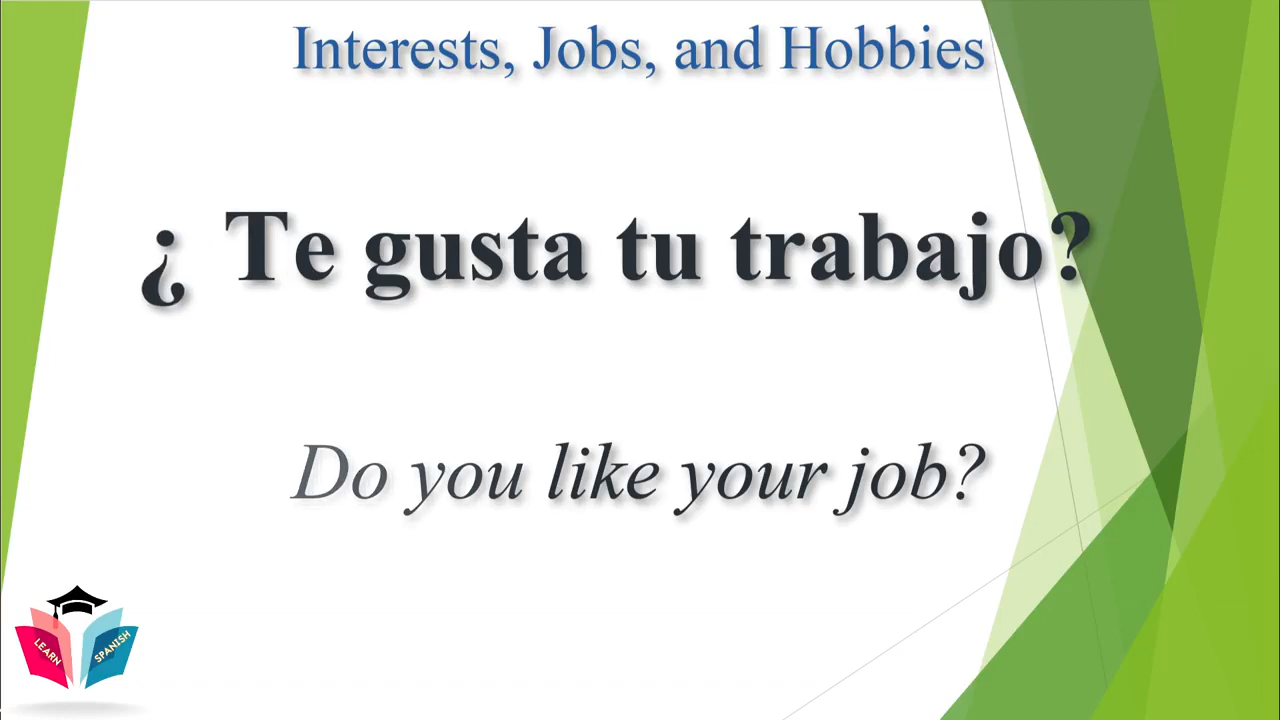 Interests, Jobs, and Hobbies
¿ Te gusta tu trabajo?
Do you like your job?
LEARN SPANISH